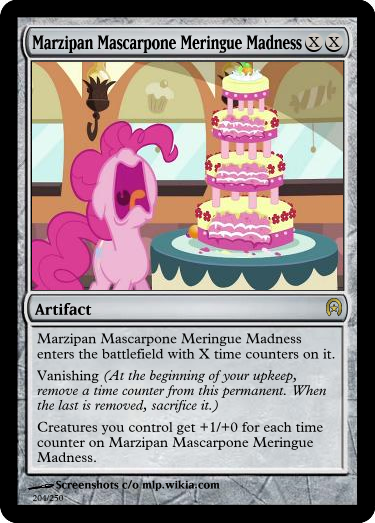 Marzipan Mascarpone Meringue Madness X X
Artifact
Marzipan Mascarpone Meringue Madness
enters the battlefield with X time counters on it.
Vanishing (At the beginning of your upkeep,
remove a time counter from this permanent. When
the last is removed, sacrifice it.)
Creatures you control get +1/+0 for each time
counter on Marzipan Mascarpone Meringue
Madness.
Screenshots c/o mlp.wikia.com
204/250